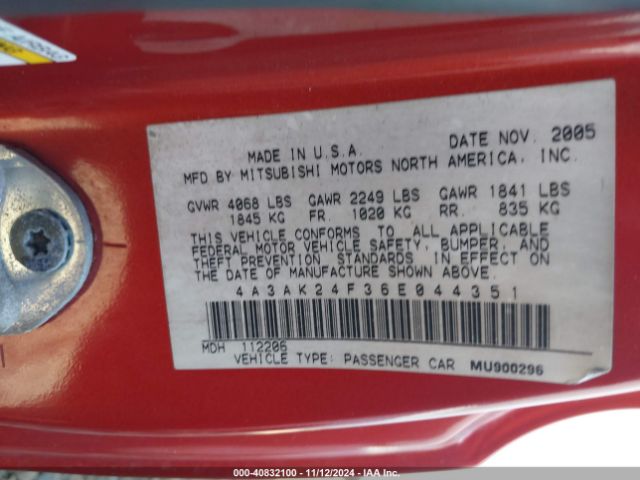 MADE IN U.S.A. DATE NOV. 2005
MFD BY MITSUBISHI MOTORS NORTH AMERICA, INC.
GVWR 4068 LBS GAWR 2249 LBS GAWR 1841 LBS
1845 KG FR. 1020 KG RR. 835 KG
THIS VEHICLE CONFORMS TO ALL APPLICABLE
FEDERAL MOTOR VEHICLE SAFETY, BUMPER, AND
THEFT PREVENTION STANDARDS IN EFFECT ON
THE DATE OF MANUFACTURE SHOWN ABOVE.
4A3AK24F36E044351
MDH 112206
VEHICLE TYPE: PASSENGER CAR MU900296
000-40832100 - 11/12/2024 - IAA Inc.